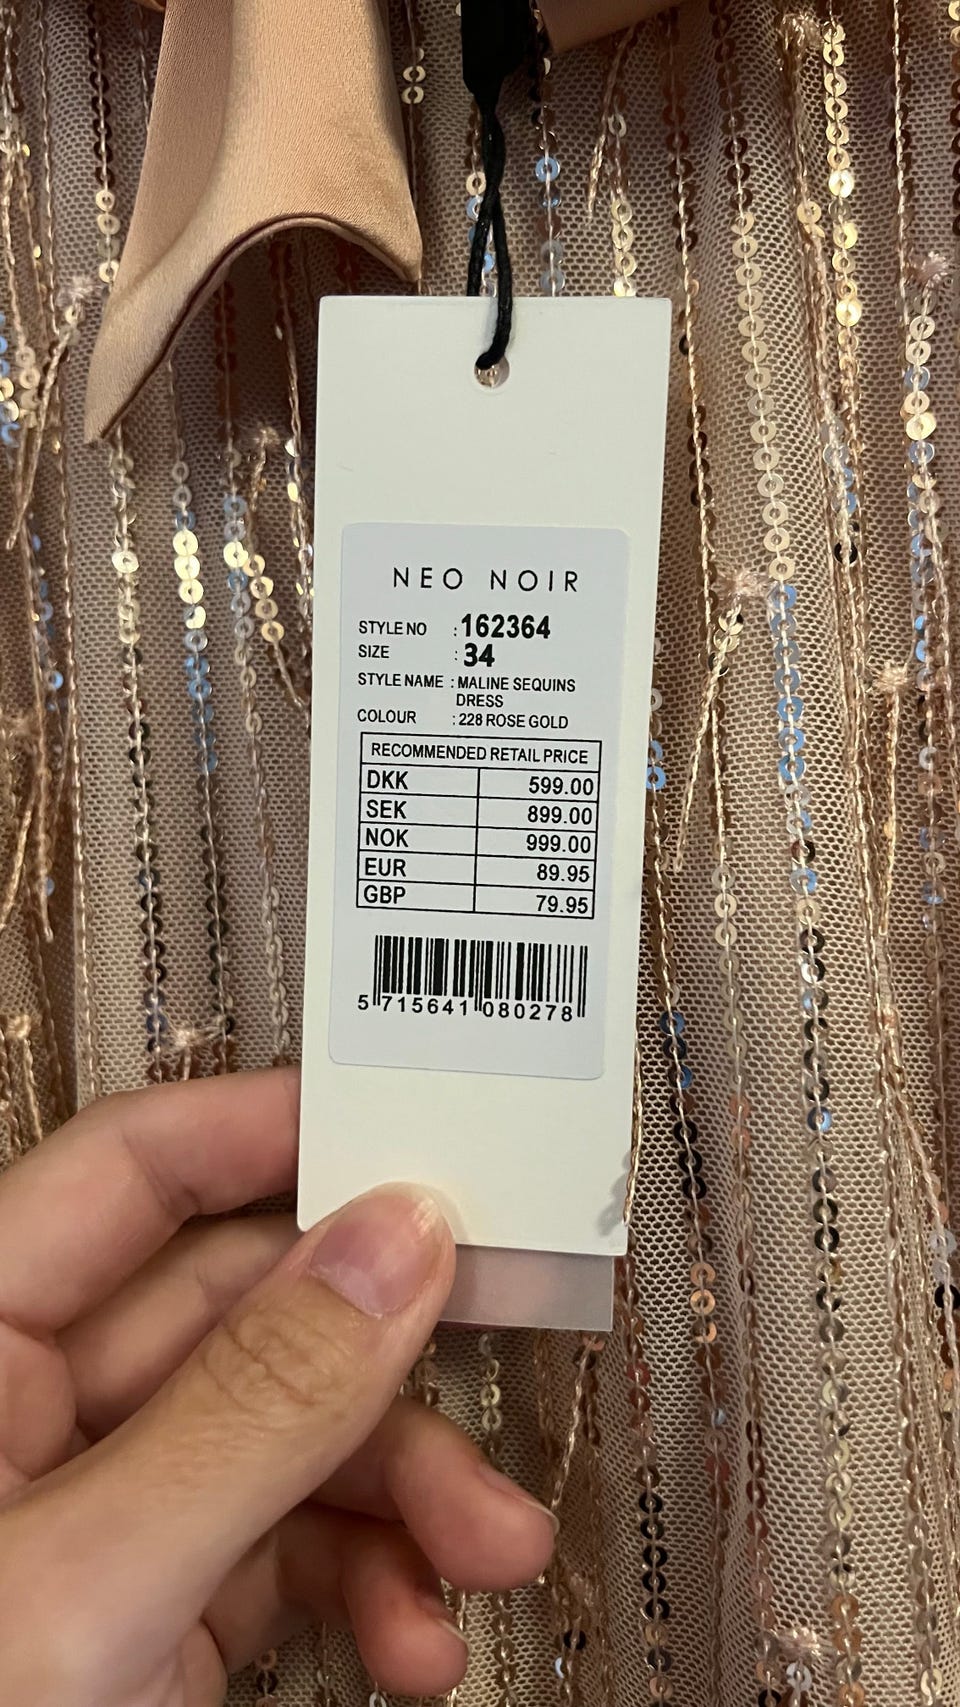 NEO NOIR
STYLE NO : 162364
SIZE : 34
STYLE NAME : MALINE SEQUINS
DRESS
COLOUR : 228 ROSE GOLD
RECOMMENDED RETAIL PRICE
DKK 599.00
SEK 899.00
NOK 999.00
EUR 89.95
GBP 79.95
5 715641 080278